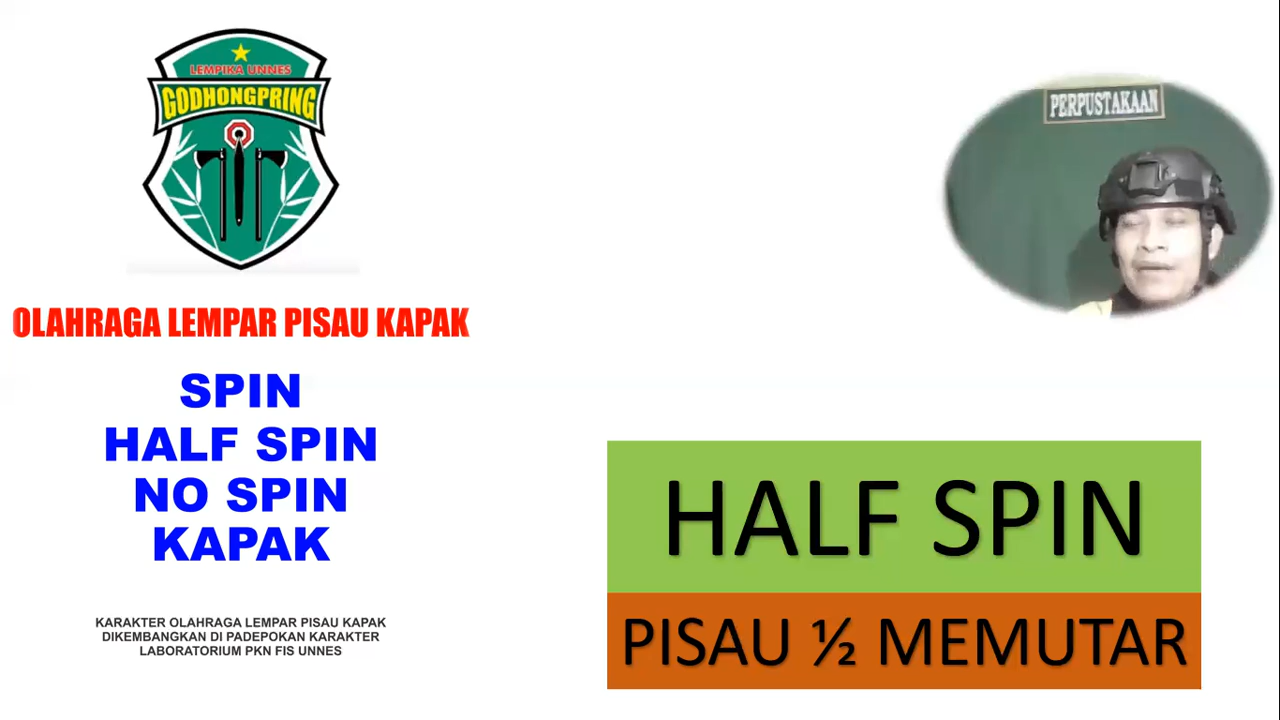 LEMPIKA UNNES
GODHONGPRING
OLAHRAGA LEMPAR PISAU KAPAK
SPIN
HALF SPIN
NO SPIN
KAPAK
KARAKTER OLAHRAGA LEMPAR PISAU KAPAK
DIKEMBANGKAN DI PADEPOKAN KARAKTER
LABORATORIUM PKN FIS UNNES
PERPUSTAKAAN
HALF SPIN
PISAU ½ MEMUTAR